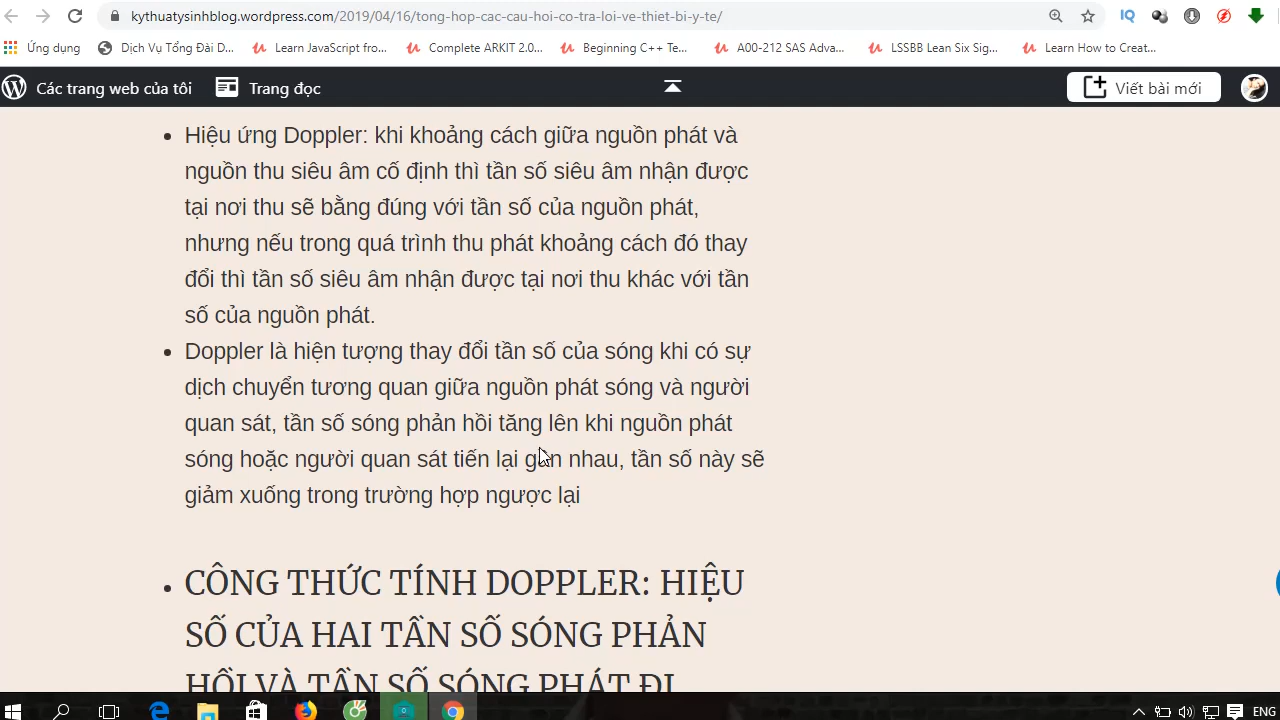 kythuatysinhblog.wordpress.com/2019/04/16/tong-hop-cac-cau-hoi-co-tra-loi-ve-thiet-bi-y-te/
Ứng dụng Dịch Vụ Tổng Đài D... Learn JavaScript fro... Complete ARKIT 2.0... Beginning C++ Te... A00-212 SAS Adva... LSSBB Lean Six Sig... Learn How to Creat...
Các trang web của tôi Trang đọc Viết bài mới
Hiệu ứng Doppler: khi khoảng cách giữa nguồn phát và
nguồn thu siêu âm cố định thì tần số siêu âm nhận được
tại nơi thu sẽ bằng đúng với tần số của nguồn phát,
nhưng nếu trong quá trình thu phát khoảng cách đó thay
đổi thì tần số siêu âm nhận được tại nơi thu khác với tần
số của nguồn phát.
Doppler là hiện tượng thay đổi tần số của sóng khi có sự
dịch chuyển tương quan giữa nguồn phát sóng và người
quan sát, tần số sóng phản hồi tăng lên khi nguồn phát
sóng hoặc người quan sát tiến lại gần nhau, tần số này sẽ
giảm xuống trong trường hợp ngược lại
CÔNG THỨC TÍNH DOPPLER: HIỆU
SỐ CỦA HAI TẦN SỐ SÓNG PHẢN
HỒI VÀ TẦN SỐ SÓNG PHÁT ĐI
ENG